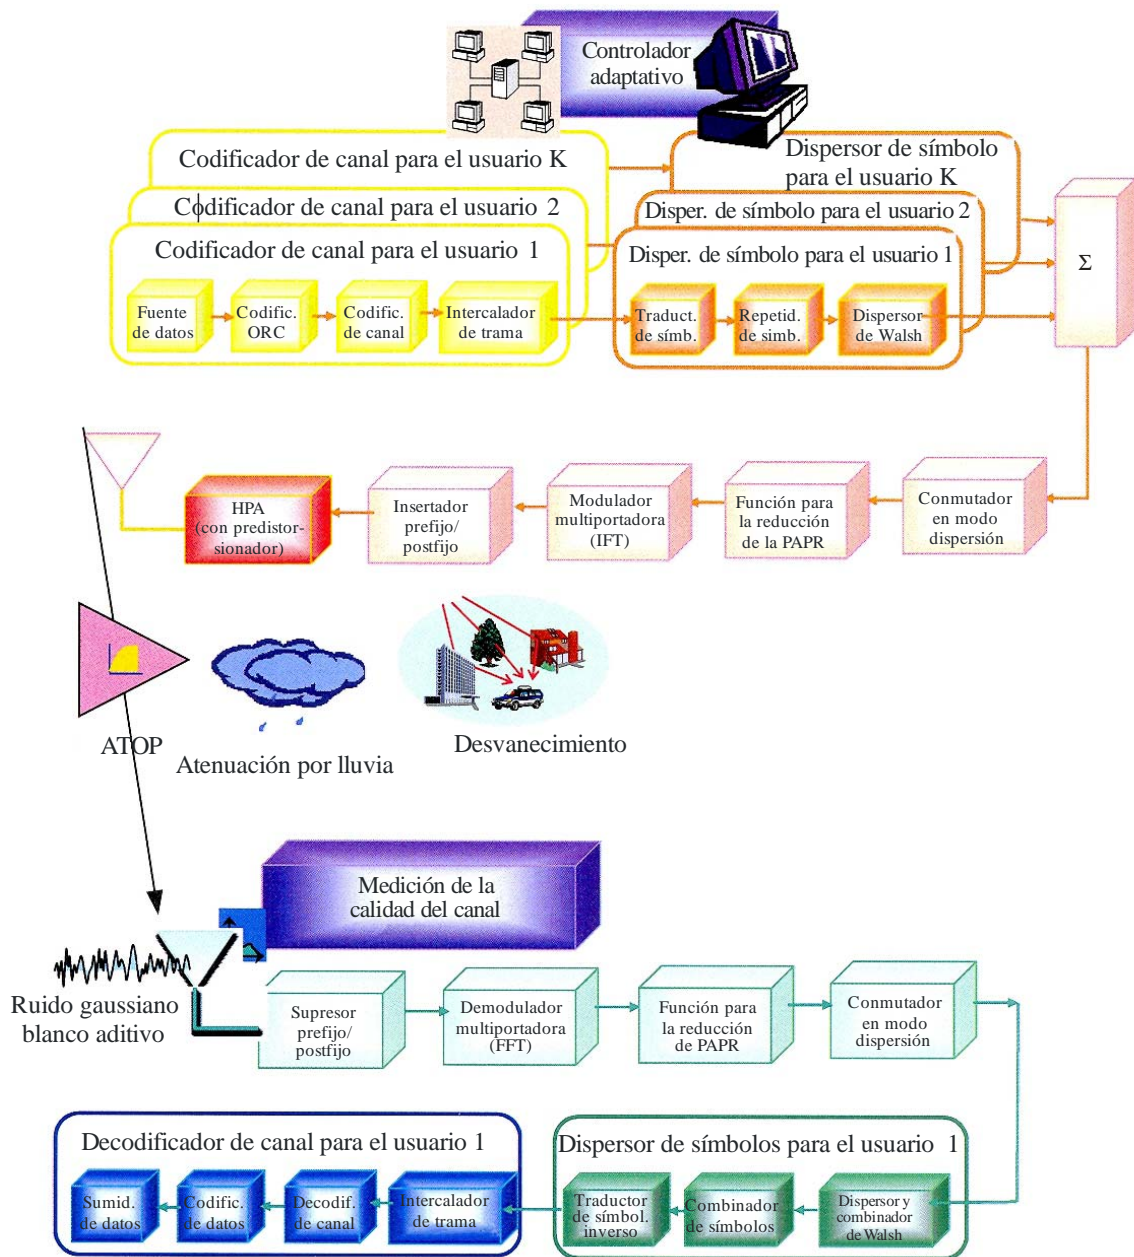 Controlador
adaptativo
Codificador de canal para el usuario K
Codificador de canal para el usuario 2
Codificador de canal para el usuario 1
Fuente
de datos
Codific.
ORC
Codific.
de canal
Intercalador
de trama
Dispersor de símbolo
para el usuario K
Disper. de símbolo para el usuario 2
Disper. de símbolo para el usuario 1
Traduct.
de símb.
Repetid.
de simb.
Dispersor
de Walsh
Σ
HPA
(con predistor-
sionador)
Insertador
prefijo/
postfijo
Modulador
multiportadora
(IFT)
Función para
la reducción
de la PAPR
Conmutador
en modo
dispersión
ATOP
Atenuación por lluvia
Desvanecimiento
Medición de la
calidad del canal
Ruido gaussiano
blanco aditivo
Supresor
prefijo/
postfijo
Demodulador
multiportadora
(FFT)
Función para
la reducción
de PAPR
Conmutador
en modo
dispersión
Decodificador de canal para el usuario 1
Sumid.
de datos
Codific.
de datos
Decodif.
de canal
Intercalador
de trama
Dispersor de símbolos para el usuario 1
Traductor
de símbol.
inverso
Combinador
de símbolos
Dispersor y
combinador
de Walsh